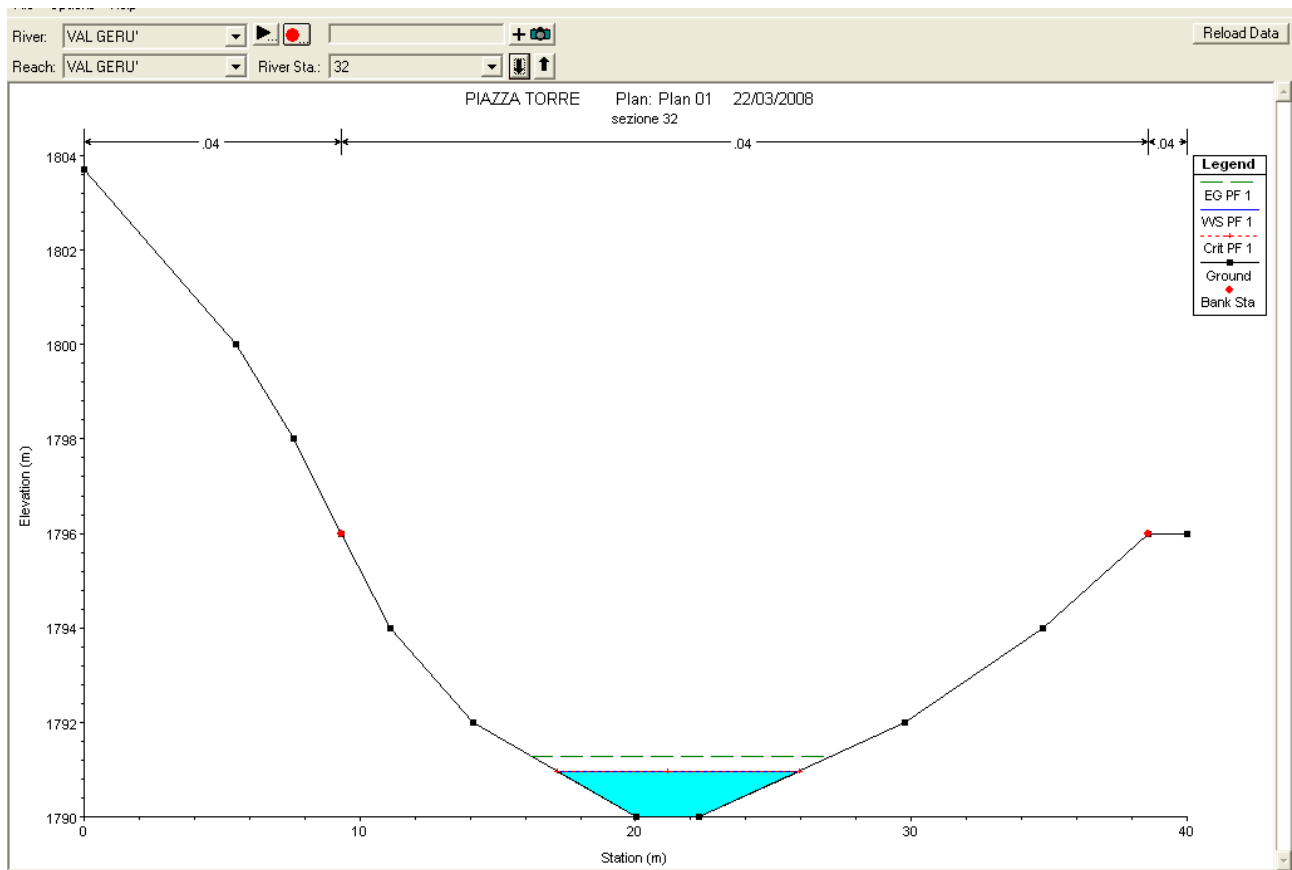 River: VAL GERU' Reload Data
Reach: VAL GERU' River Sta.: 32
PIAZZA TORRE Plan: Plan 01 22/03/2008
sezione 32
.04 .04 .04
Legend
EG PF 1
WS PF 1
Crit PF 1
Ground
Bank Sta
1804
1802
1800
1798
1796
1794
1792
1790
Elevation (m)
0 10 20 30 40
Station (m)